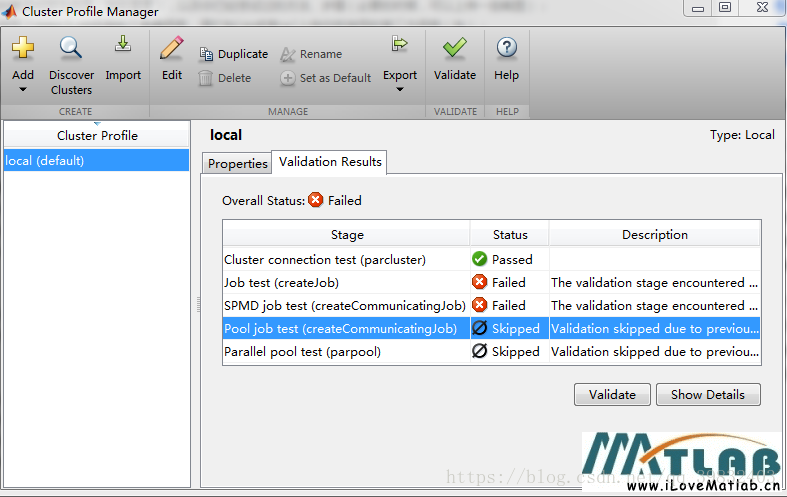 Cluster Profile Manager
Add
Discover Clusters
Import
Edit
Duplicate
Delete
Rename
Set as Default
Export
Validate
Help
CREATE
MANAGE
VALIDATE
HELP
Cluster Profile
local (default)
local
Type: Local
Properties
Validation Results
Overall Status: Failed
Stage Status Description
Cluster connection test (parcluster) Passed
Job test (createJob) Failed The validation stage encountered ...
SPMD job test (createCommunicatingJob) Failed The validation stage encountered ...
Pool job test (createCommunicatingJob) Skipped Validation skipped due to previou...
Parallel pool test (parpool) Skipped Validation skipped due to previou...
Validate
Show Details
MATLAB
www.iLoveMatlab.cn